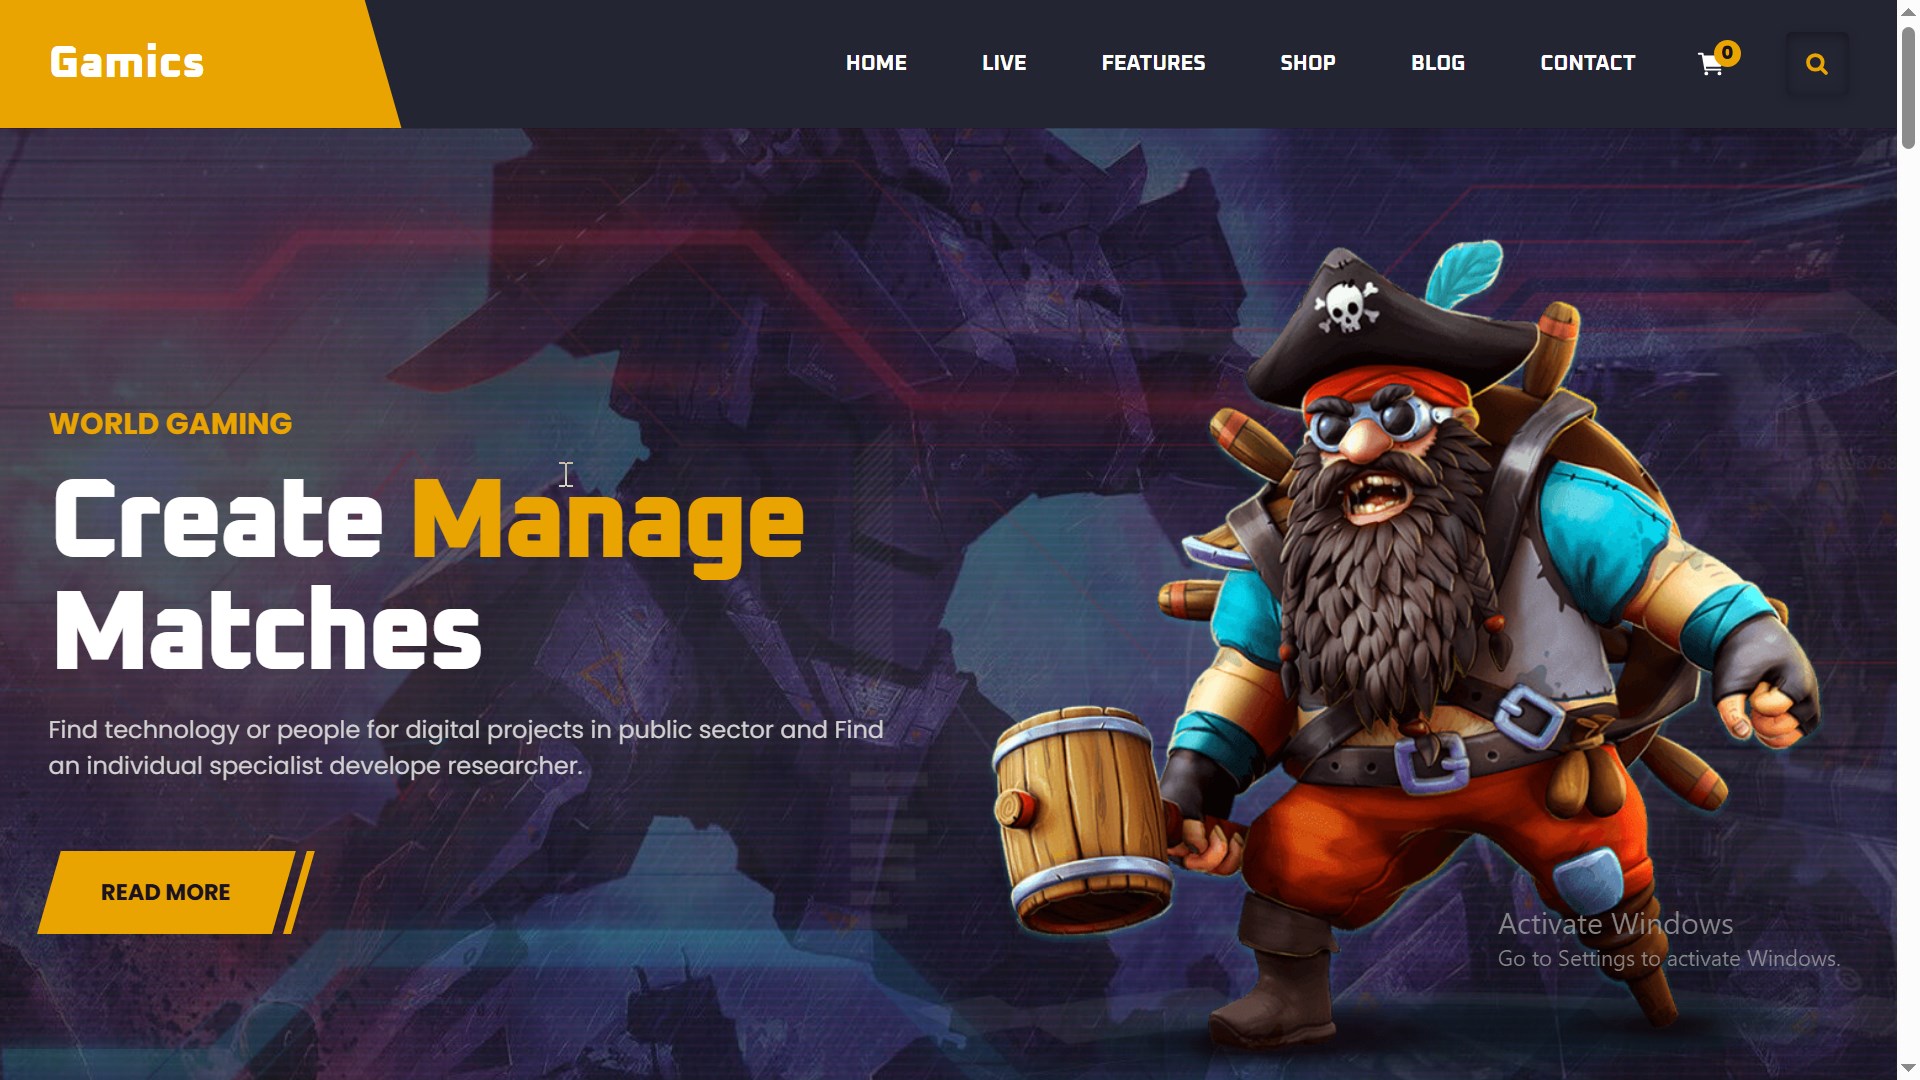 Gamics
HOME
LIVE
FEATURES
SHOP
BLOG
CONTACT
0
WORLD GAMING
Create Manage
Matches
Find technology or people for digital projects in public sector and Find
an individual specialist develope researcher.
READ MORE
Activate Windows
Go to Settings to activate Windows.